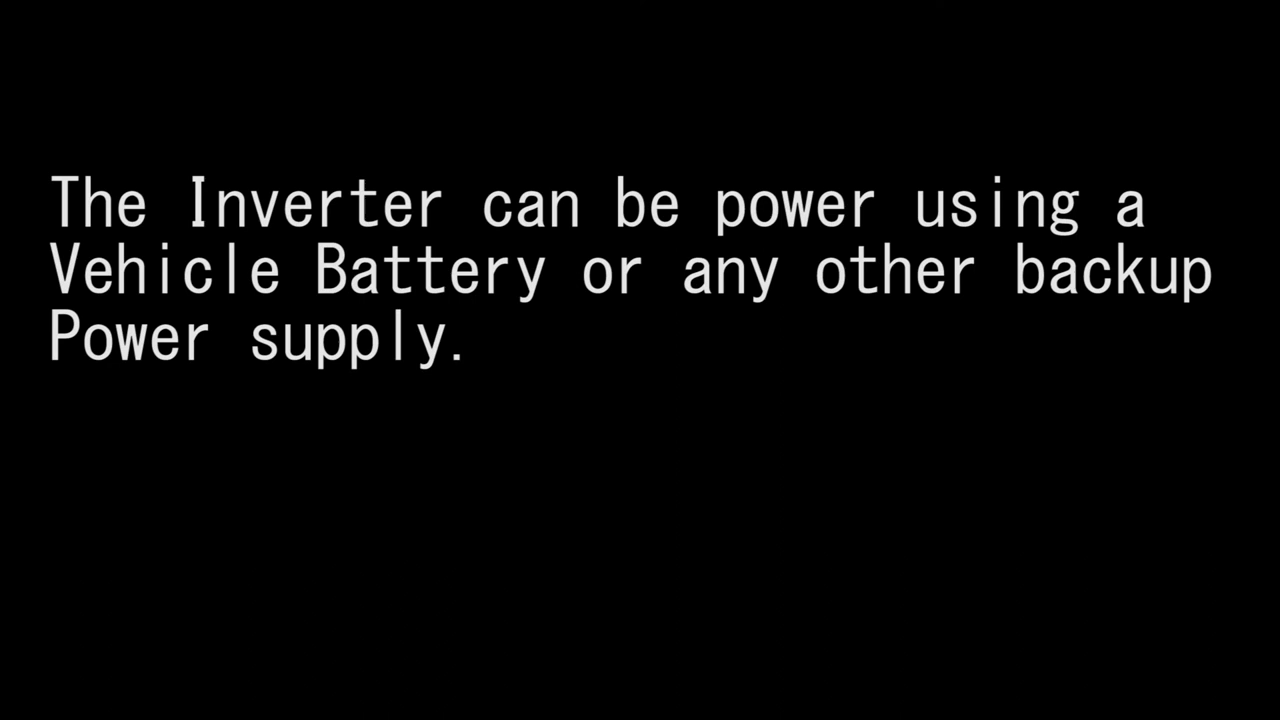 The Inverter can be power using a
Vehicle Battery or any other backup
Power supply.